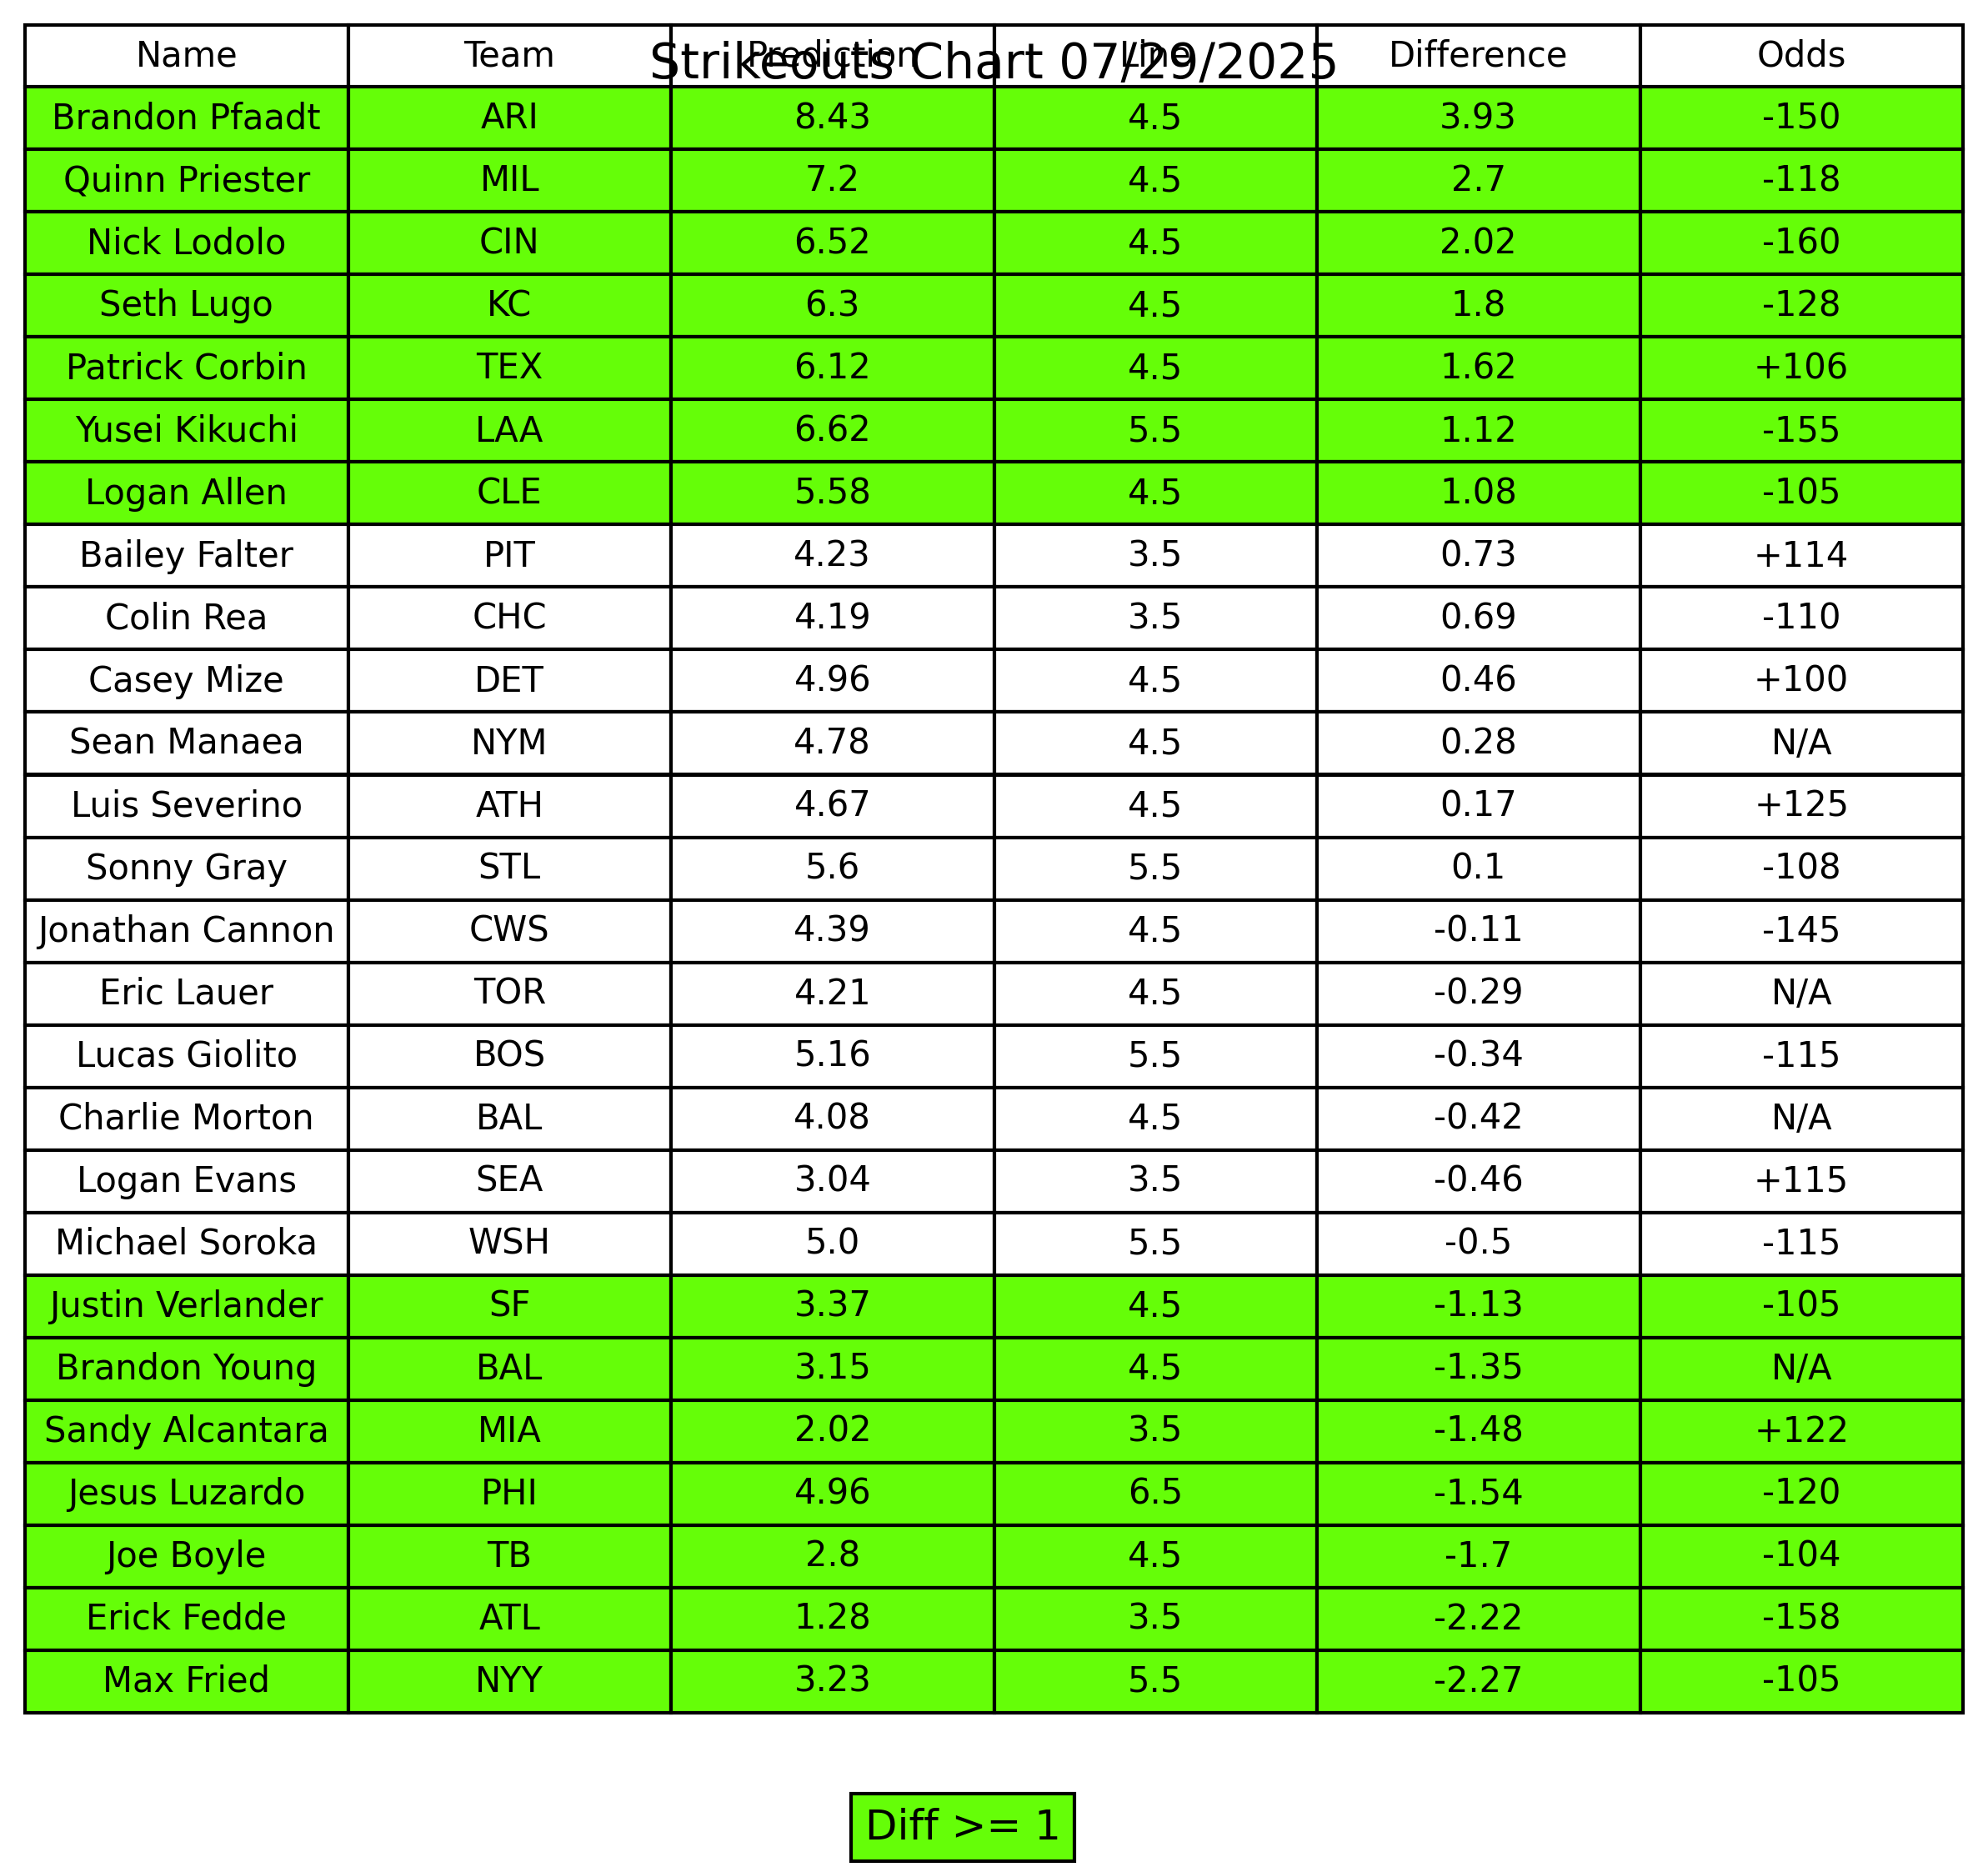 Strikeouts Chart 07/29/2025
Name Team Prediction Line Difference Odds
Brandon Pfaadt ARI 8.43 4.5 3.93 -150
Quinn Priester MIL 7.2 4.5 2.7 -118
Nick Lodolo CIN 6.52 4.5 2.02 -160
Seth Lugo KC 6.3 4.5 1.8 -128
Patrick Corbin TEX 6.12 4.5 1.62 +106
Yusei Kikuchi LAA 6.62 5.5 1.12 -155
Logan Allen CLE 5.58 4.5 1.08 -105
Bailey Falter PIT 4.23 3.5 0.73 +114
Colin Rea CHC 4.19 3.5 0.69 -110
Casey Mize DET 4.96 4.5 0.46 +100
Sean Manaea NYM 4.78 4.5 0.28 N/A
Luis Severino ATH 4.67 4.5 0.17 +125
Sonny Gray STL 5.6 5.5 0.1 -108
Jonathan Cannon CWS 4.39 4.5 -0.11 -145
Eric Lauer TOR 4.21 4.5 -0.29 N/A
Lucas Giolito BOS 5.16 5.5 -0.34 -115
Charlie Morton BAL 4.08 4.5 -0.42 N/A
Logan Evans SEA 3.04 3.5 -0.46 +115
Michael Soroka WSH 5.0 5.5 -0.5 -115
Justin Verlander SF 3.37 4.5 -1.13 -105
Brandon Young BAL 3.15 4.5 -1.35 N/A
Sandy Alcantara MIA 2.02 3.5 -1.48 +122
Jesus Luzardo PHI 4.96 6.5 -1.54 -120
Joe Boyle TB 2.8 4.5 -1.7 -104
Erick Fedde ATL 1.28 3.5 -2.22 -158
Max Fried NYY 3.23 5.5 -2.27 -105
Diff >= 1